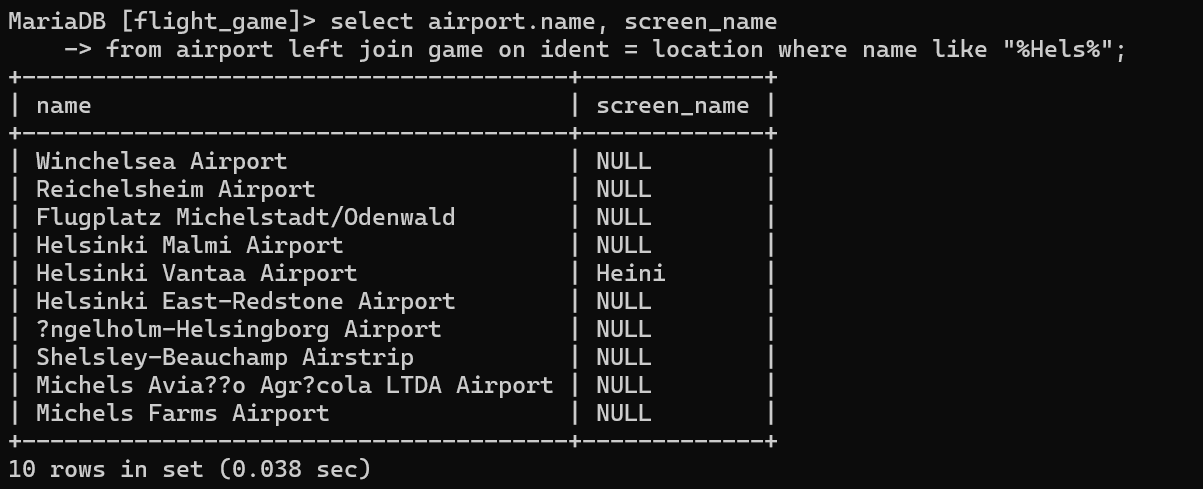 MariaDB [flight_game]> select airport.name, screen_name
    -> from airport left join game on ident = location where name like "%Hels%";
+---------------------------------------+-------------+
| name                                  | screen_name |
+---------------------------------------+-------------+
| Winchelsea Airport                    | NULL        |
| Reichelsheim Airport                  | NULL        |
| Flugplatz Michelstadt/Odenwald        | NULL        |
| Helsinki Malmi Airport                | NULL        |
| Helsinki Vantaa Airport               | Heini       |
| Helsinki East-Redstone Airport        | NULL        |
| ?ngelholm-Helsingborg Airport         | NULL        |
| Shelsley-Beauchamp Airstrip           | NULL        |
| Michels Avia??o Agr?cola LTDA Airport | NULL        |
| Michels Farms Airport                 | NULL        |
+---------------------------------------+-------------+
10 rows in set (0.038 sec)